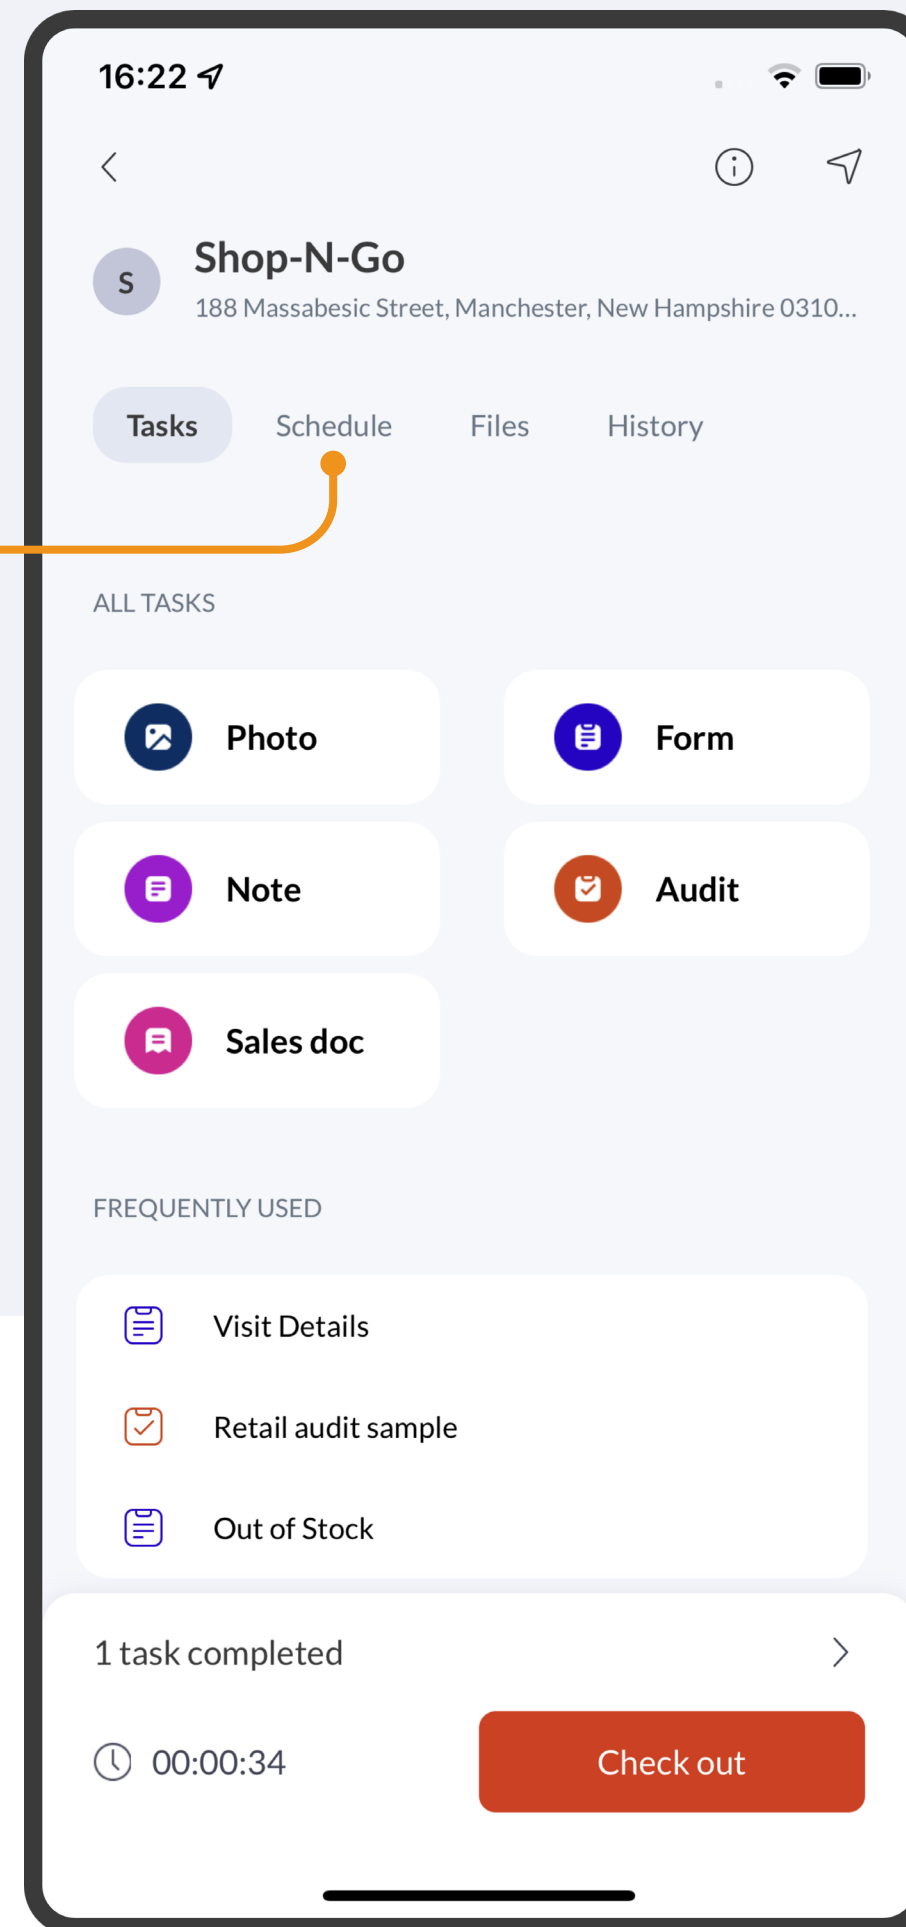 16:22
S
Shop-N-Go
188 Massabesic Street, Manchester, New Hampshire 0310...
Tasks Schedule Files History
ALL TASKS
Photo Form
Note Audit
Sales doc
FREQUENTLY USED
Visit Details
Retail audit sample
Out of Stock
1 task completed
00:00:34 Check out